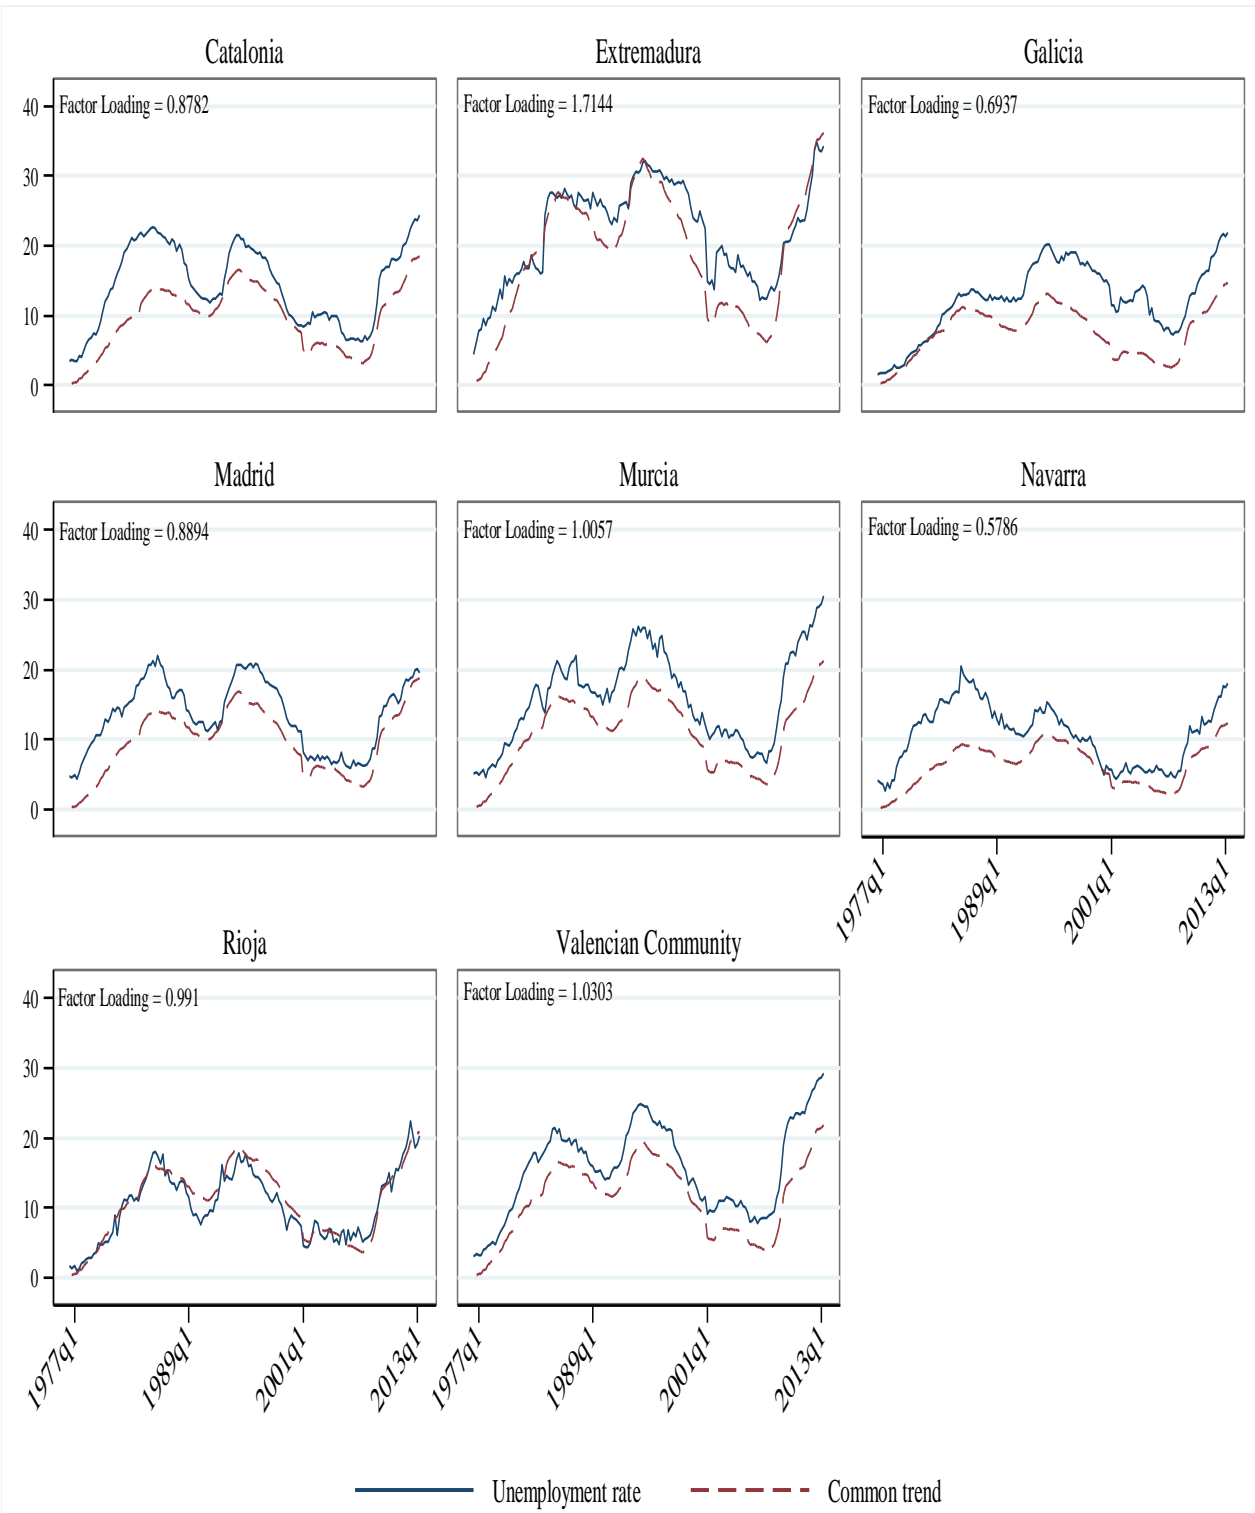 Catalonia Extremadura Galicia
Factor Loading = 0.8782 Factor Loading = 1.7144 Factor Loading = 0.6937
40
30
20
10
0
Madrid Murcia Navarra
Factor Loading = 0.8894 Factor Loading = 1.0057 Factor Loading = 0.5786
40
30
20
10
0
1977q1 1989q1 2001q1 2013q1
Rioja Valencian Community
Factor Loading = 0.991 Factor Loading = 1.0303
40
30
20
10
0
1977q1 1989q1 2001q1 2013q1 1977q1 1989q1 2001q1 2013q1
Unemployment rate Common trend